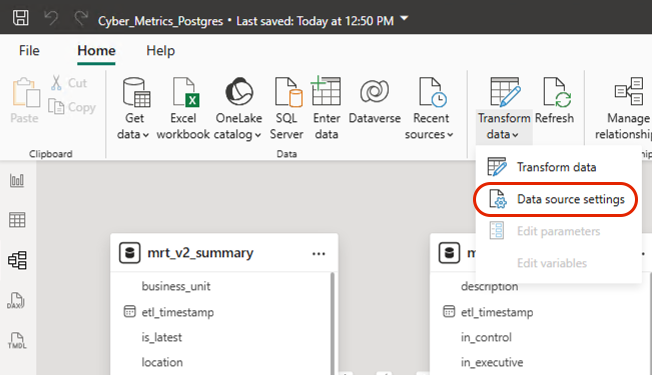 Cyber_Metrics_Postgres • Last saved: Today at 12:50 PM
File Home Help
Paste
Cut
Copy
Get data
Excel workbook
OneLake catalog
SQL Server
Enter data
Dataverse
Recent sources
Transform data
Refresh
Manage relationship
Clipboard
Data
Transform data
Data source settings
Edit parameters
Edit variables
mrt_v2_summary
business_unit
etl_timestamp
is_latest
location
description
etl_timestamp
in_control
in_executive
DAX
TMDL